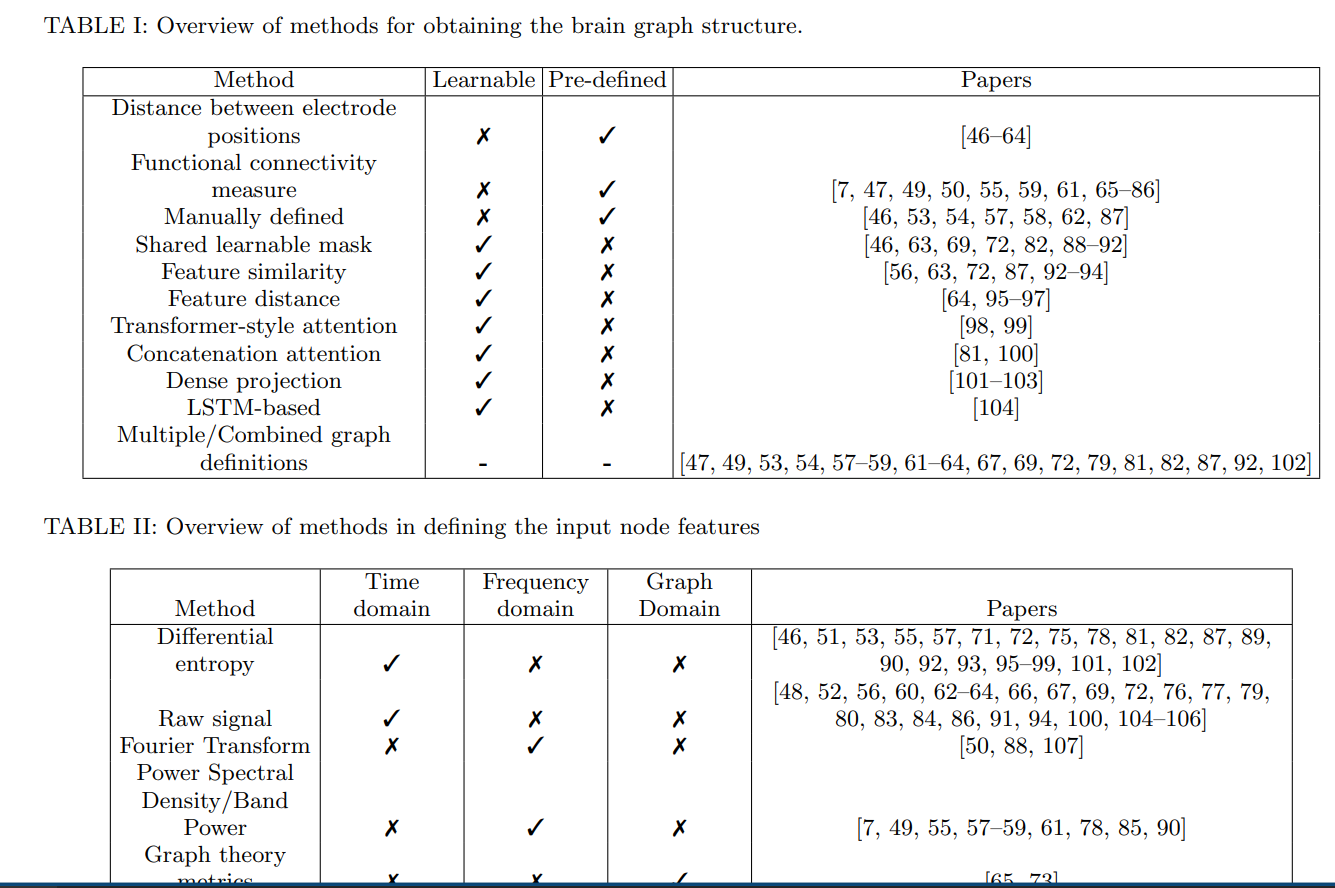 TABLE I: Overview of methods for obtaining the brain graph structure.
Method Learnable Pre-defined Papers
Distance between electrode
positions ✗ ✓ [46–64]
Functional connectivity
measure ✗ ✓ [7, 47, 49, 50, 55, 59, 61, 65–86]
Manually defined ✗ ✓ [46, 53, 54, 57, 58, 62, 87]
Shared learnable mask ✓ ✗ [46, 63, 69, 72, 82, 88–92]
Feature similarity ✓ ✗ [56, 63, 72, 87, 92–94]
Feature distance ✓ ✗ [64, 95–97]
Transformer-style attention ✓ ✗ [98, 99]
Concatenation attention ✓ ✗ [81, 100]
Dense projection ✓ ✗ [101–103]
LSTM-based ✓ ✗ [104]
Multiple/Combined graph
definitions - - [47, 49, 53, 54, 57–59, 61–64, 67, 69, 72, 79, 81, 82, 87, 92, 102]
TABLE II: Overview of methods in defining the input node features
Time Frequency Graph
Method domain domain Domain Papers
Differential [46, 51, 53, 55, 57, 71, 72, 75, 78, 81, 82, 87, 89,
entropy ✓ ✗ ✗ 90, 92, 93, 95–99, 101, 102]
[48, 52, 56, 60, 62–64, 66, 67, 69, 72, 76, 77, 79,
Raw signal ✓ ✗ ✗ 80, 83, 84, 86, 91, 94, 100, 104–106]
Fourier Transform ✗ ✓ ✗ [50, 88, 107]
Power Spectral
Density/Band
Power ✗ ✓ ✗ [7, 49, 55, 57–59, 61, 78, 85, 90]
Graph theory
metrics ✗ ✗ ✓ [65, 73]